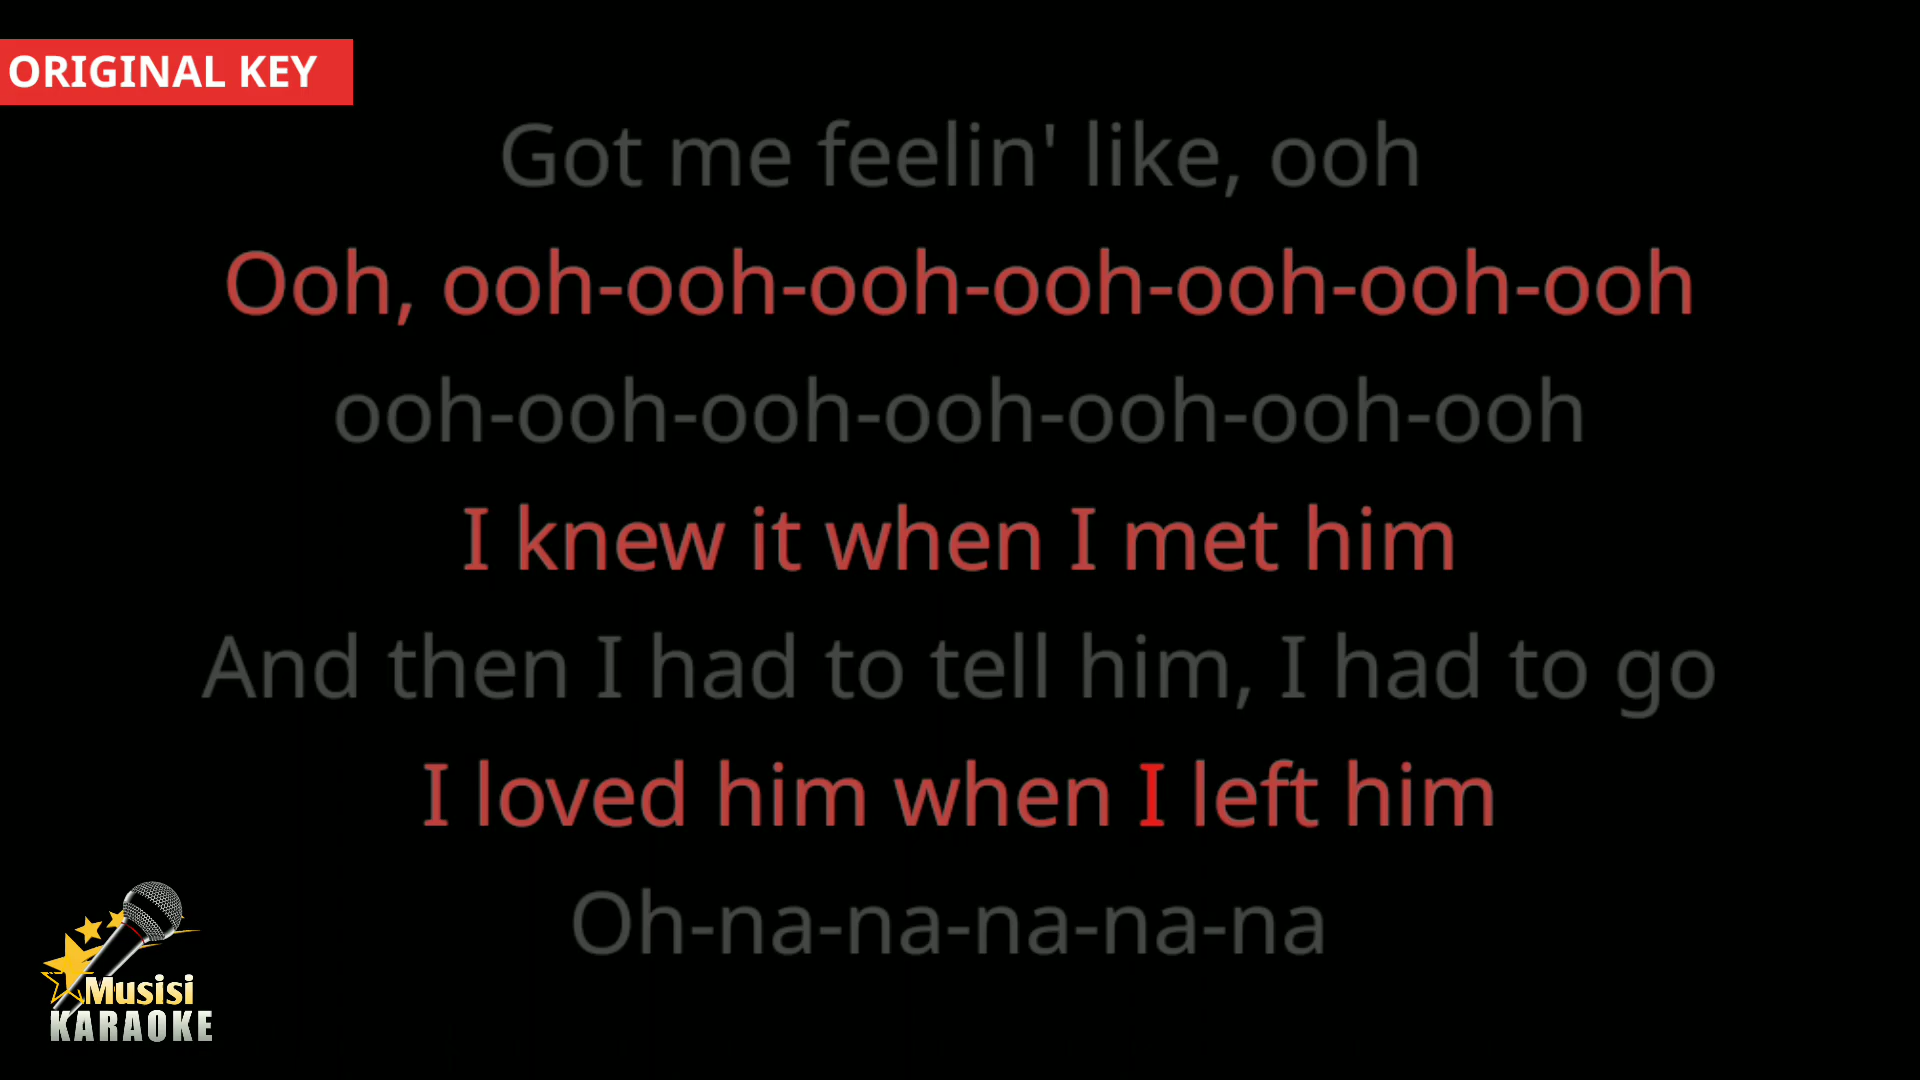 ORIGINAL KEY
Got me feelin' like, ooh
Ooh, ooh-ooh-ooh-ooh-ooh-ooh-ooh
ooh-ooh-ooh-ooh-ooh-ooh-ooh
I knew it when I met him
And then I had to tell him, I had to go
I loved him when I left him
Oh-na-na-na-na-na
Musisi
KARAOKE